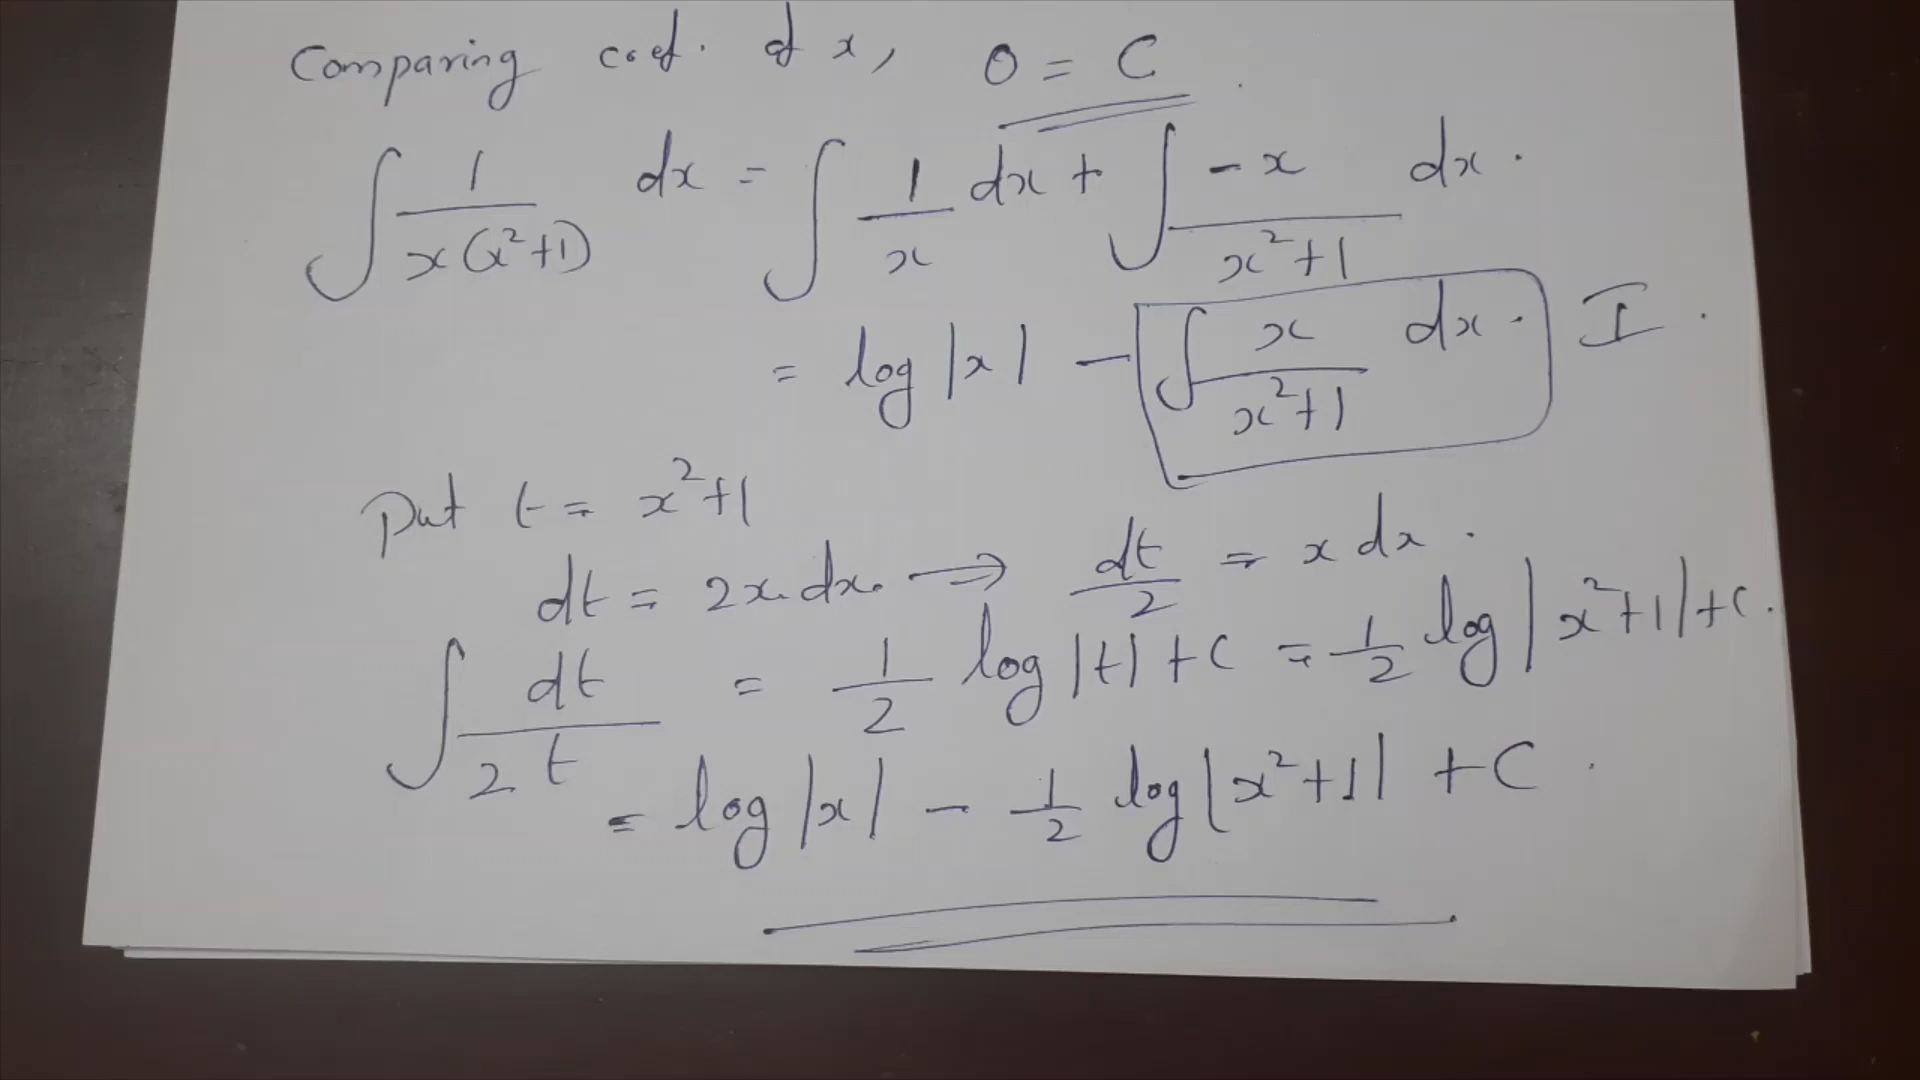 Comparing coef. of x, 0 = C
∫ 1/(x(x²+1)) dx = ∫ 1/x dx + ∫ -x/(x²+1) dx.
= log |x| - ∫ x/(x²+1) dx. I.
Put t = x²+1
dt = 2x.dx. → dt/2 = x dx.
∫ dt/(2t) = 1/2 log |t| + C = 1/2 log |x²+1| + C.
= log |x| - 1/2 log |x²+1| + C.